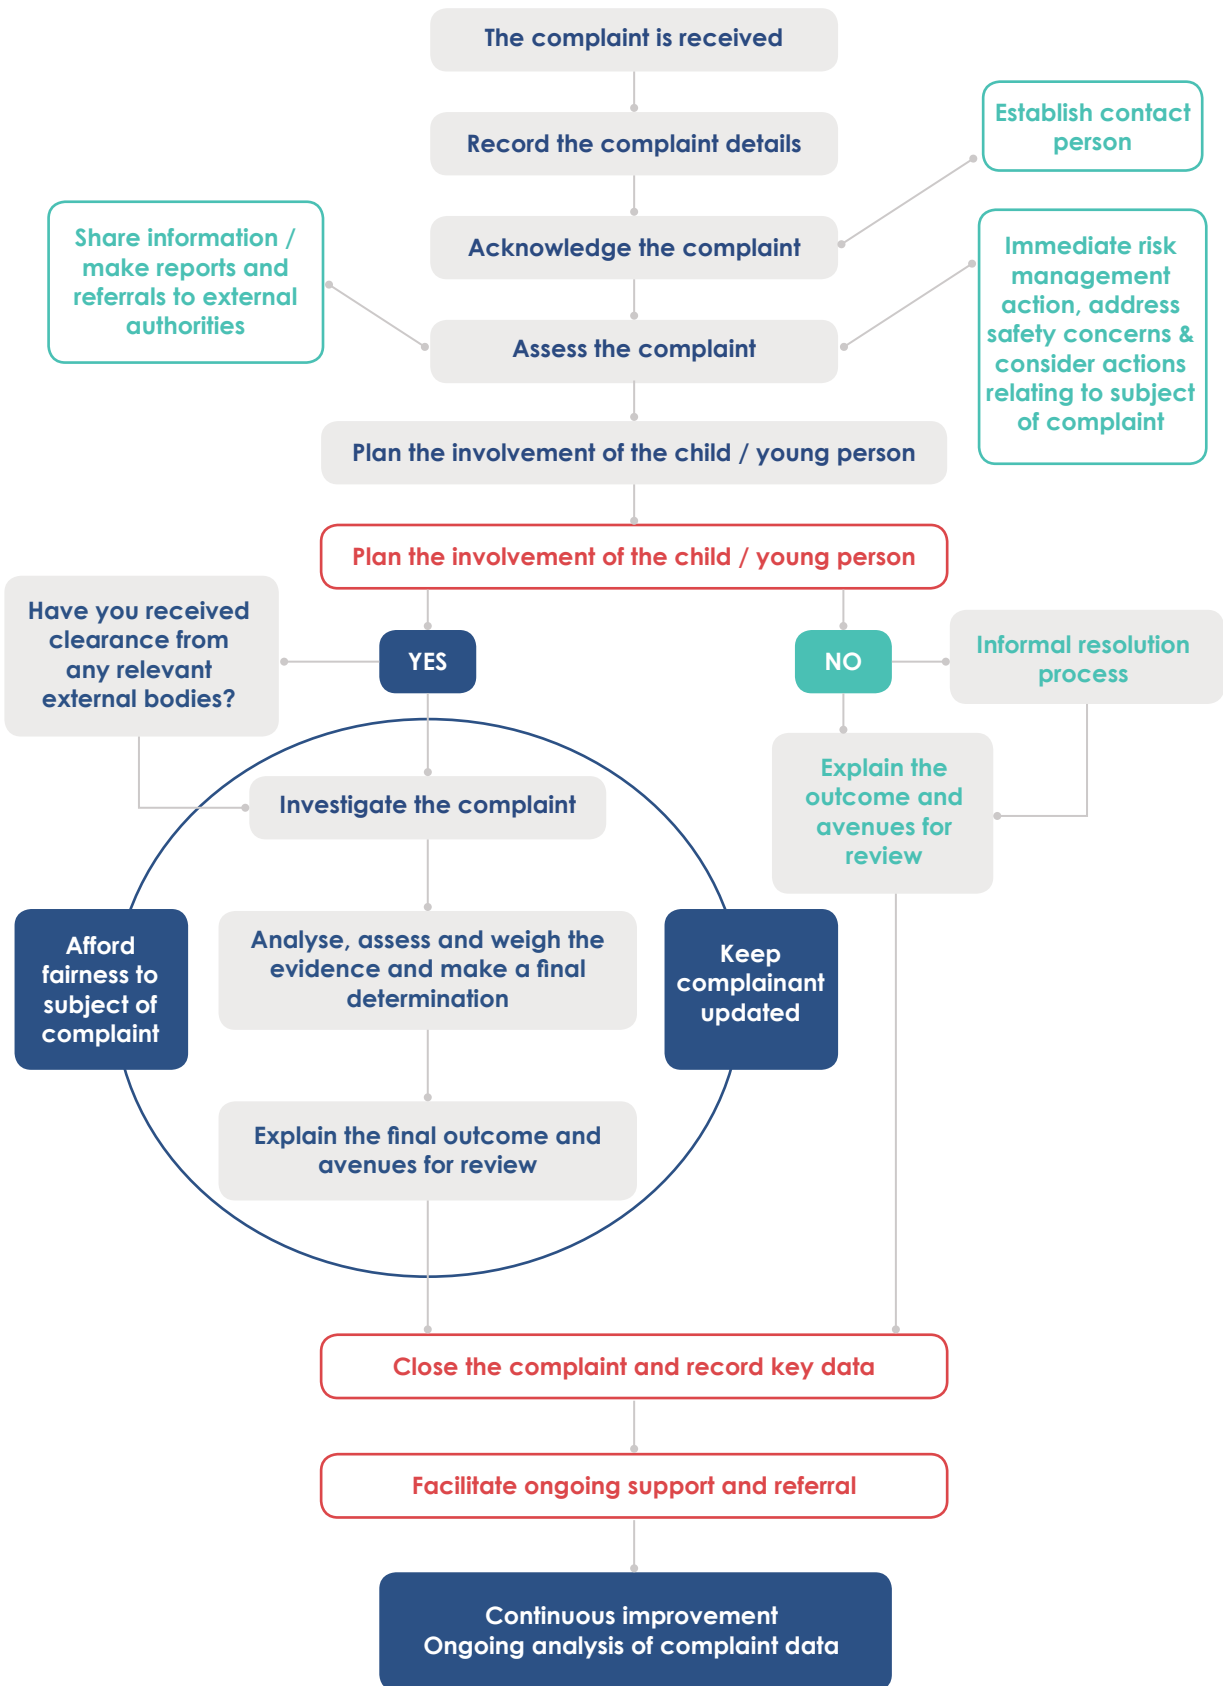 The complaint is received
Record the complaint details
Establish contact
person
Acknowledge the complaint
Share information /
make reports and
referrals to external
authorities
Immediate risk
management
action, address
safety concerns &
consider actions
relating to subject
of complaint
Assess the complaint
Plan the involvement of the child / young person
Plan the involvement of the child / young person
Have you received
clearance from
any relevant
external bodies?
YES
NO
Informal resolution
process
Explain the
outcome and
avenues for
review
Investigate the complaint
Afford
fairness to
subject of
complaint
Analyse, assess and weigh the
evidence and make a final
determination
Keep
complainant
updated
Explain the final outcome and
avenues for review
Close the complaint and record key data
Facilitate ongoing support and referral
Continuous improvement
Ongoing analysis of complaint data